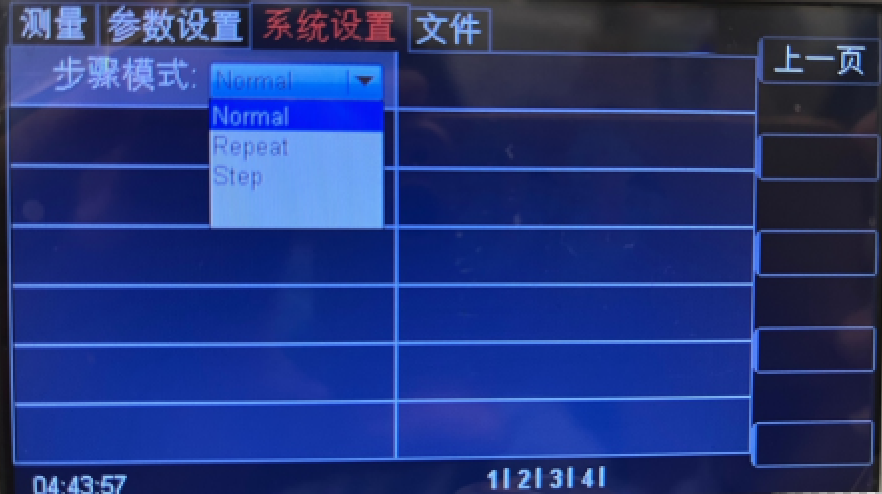 测量 参数设置 系统设置 文件
上一页
步骤模式: Normal
Normal
Repeat
Step
04:43:57
1| 2| 3| 4|